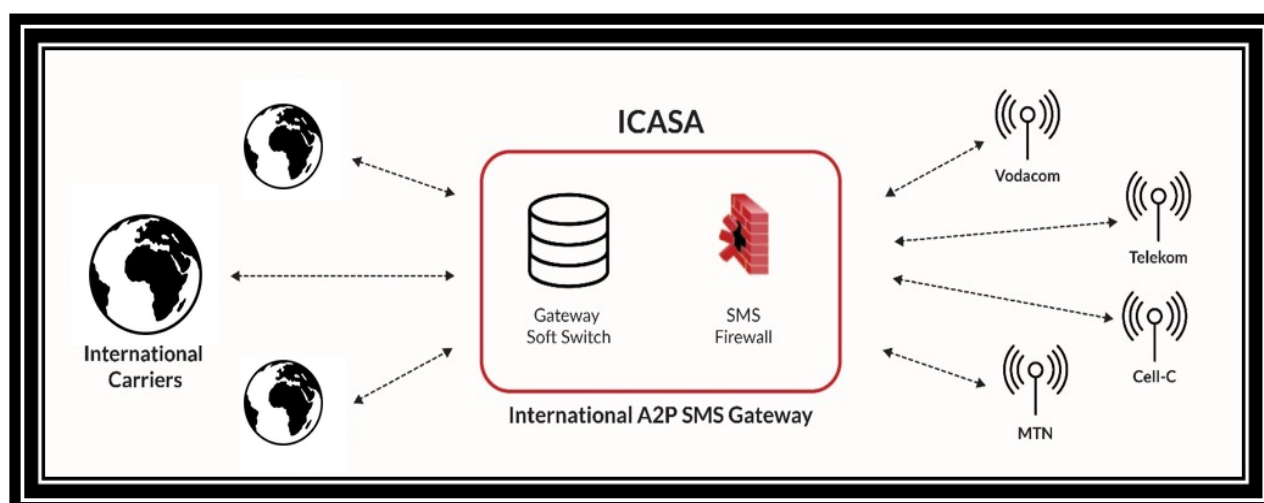 ICASA
International
Carriers
Gateway
Soft Switch
SMS
Firewall
International A2P SMS Gateway
Vodacom
Telekom
Cell-C
MTN